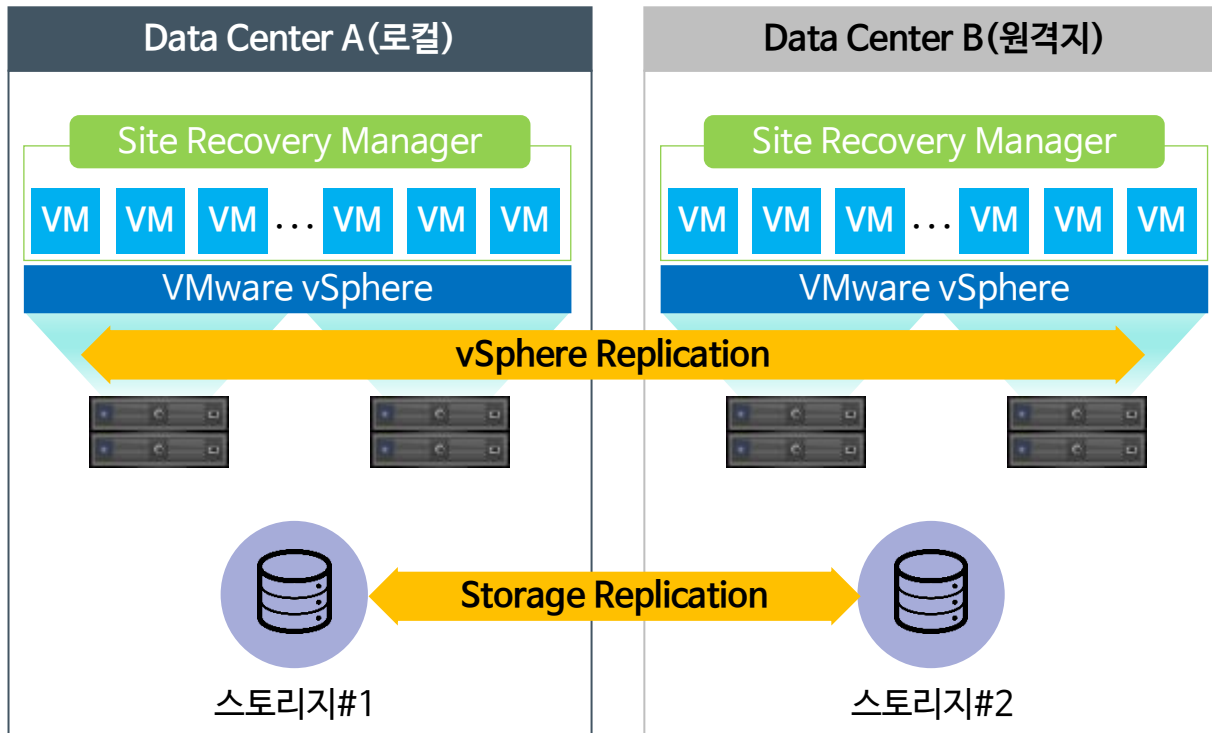 Data Center A(로컬)
Data Center B(원격지)
Site Recovery Manager
Site Recovery Manager
VM VM VM ... VM VM VM
VM VM VM ... VM VM VM
VMware vSphere
VMware vSphere
vSphere Replication
Storage Replication
스토리지#1
스토리지#2